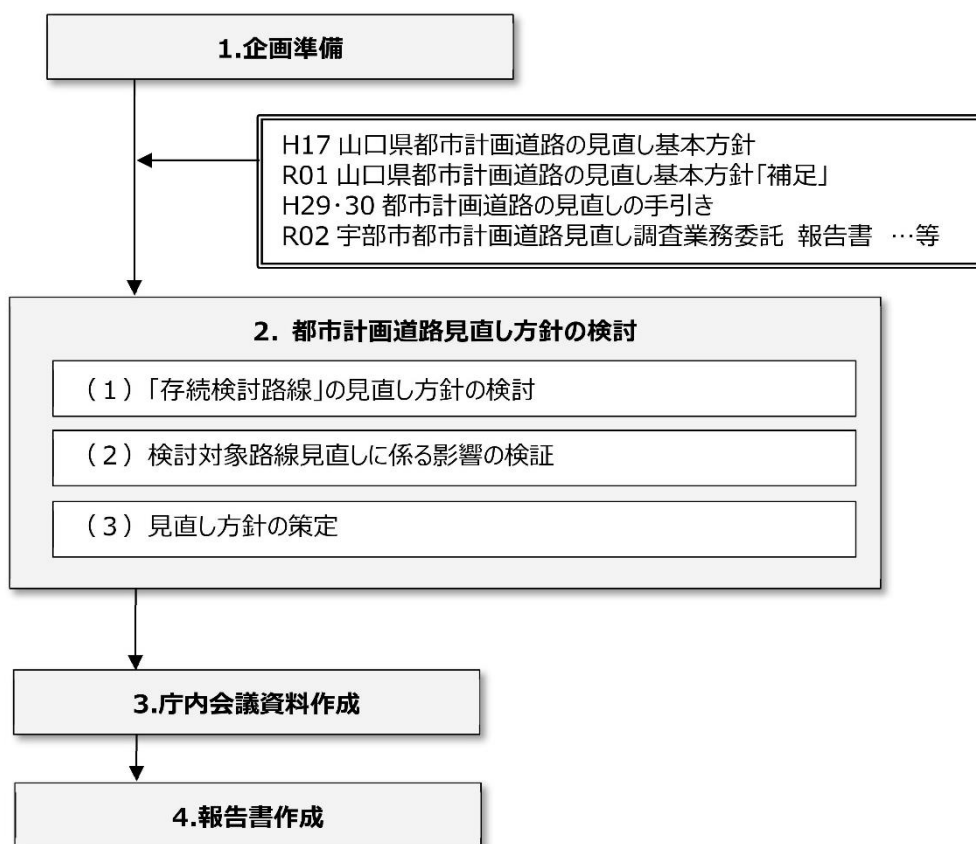 1.企画準備
H17 山口県都市計画道路の見直し基本方針
R01 山口県都市計画道路の見直し基本方針「補足」
H29・30 都市計画道路の見直しの手引き
R02 宇部市都市計画道路見直し調査業務委託 報告書 …等
2. 都市計画道路見直し方針の検討
（1）「存続検討路線」の見直し方針の検討
（2）検討対象路線見直しに係る影響の検証
（3）見直し方針の策定
3.庁内会議資料作成
4.報告書作成